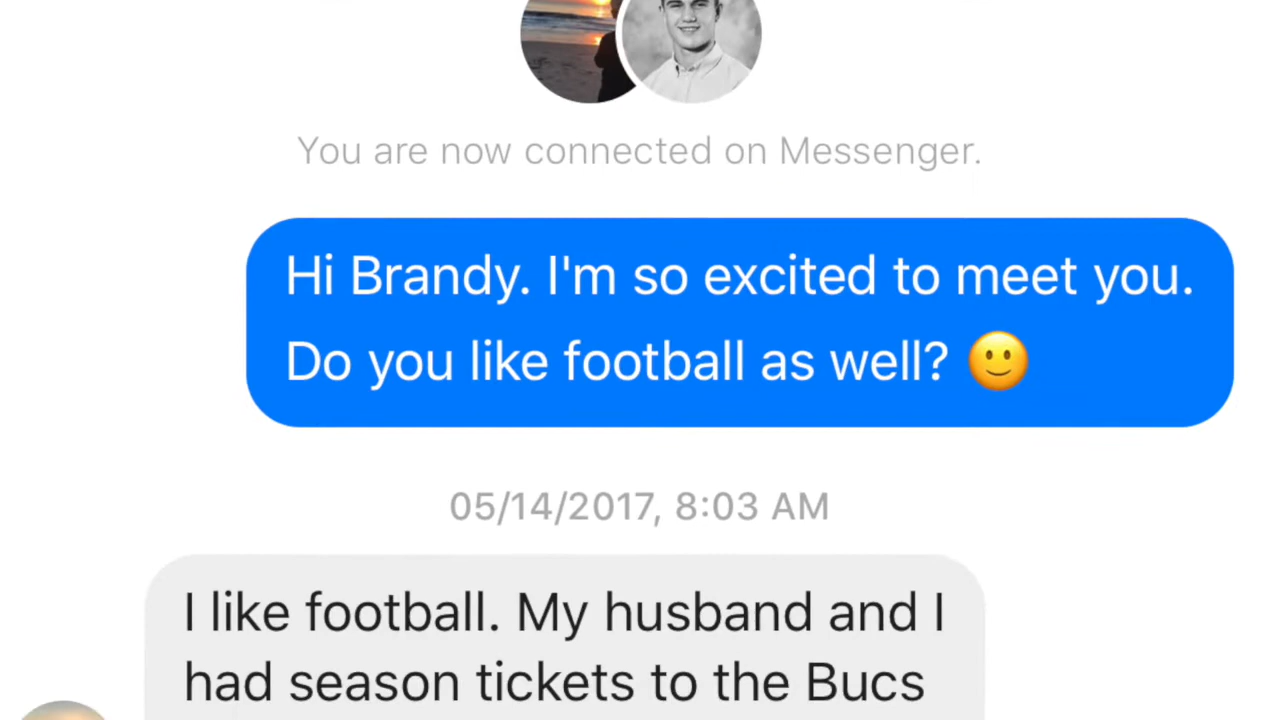 You are now connected on Messenger.
Hi Brandy. I'm so excited to meet you.
Do you like football as well? 🙂
05/14/2017, 8:03 AM
I like football. My husband and I
had season tickets to the Bucs